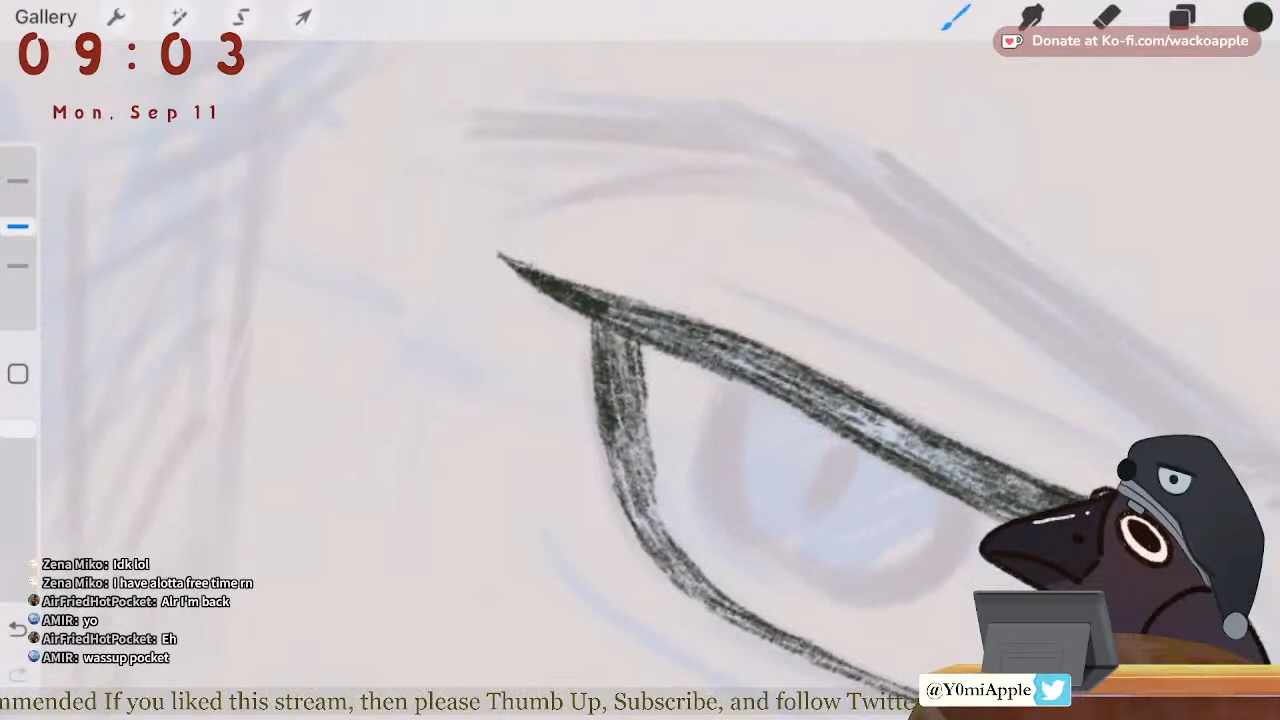 Gallery
09:03
Mon, Sep 11
Donate at Ko-fi.com/wackoapple
Zena Miko: Idk lol
Zena Miko: I have alotta free time rn
AirFriedHotPocket: Alr I'm back
AMIR: yo
AirFriedHotPocket: Eh
AMIR: wassup pocket
@Y0miApple
mmended If you liked this stream, then please Thumb Up, Subscribe, and follow Twitte